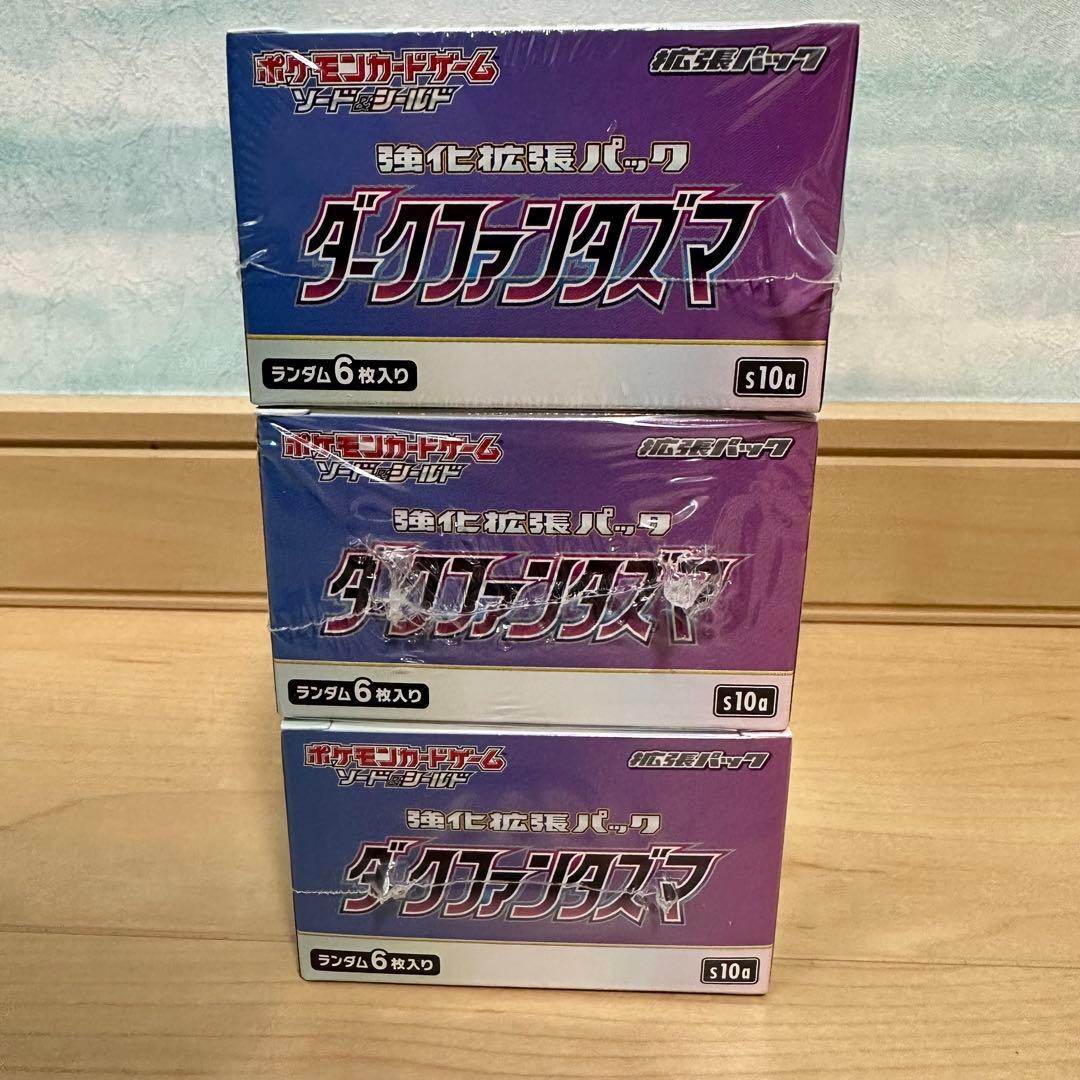 ポケモンカードゲーム 拡張パック
ソード&シールド
強化拡張パック
ダークファンタズマ
ランダム6枚入り s10a
ポケモンカードゲーム 拡張パック
ソード&シールド
強化拡張パック
ダークファンタズマ
ランダム6枚入り s10a
ポケモンカードゲーム 拡張パック
ソード&シールド
強化拡張パック
ダークファンタズマ
ランダム6枚入り s10a